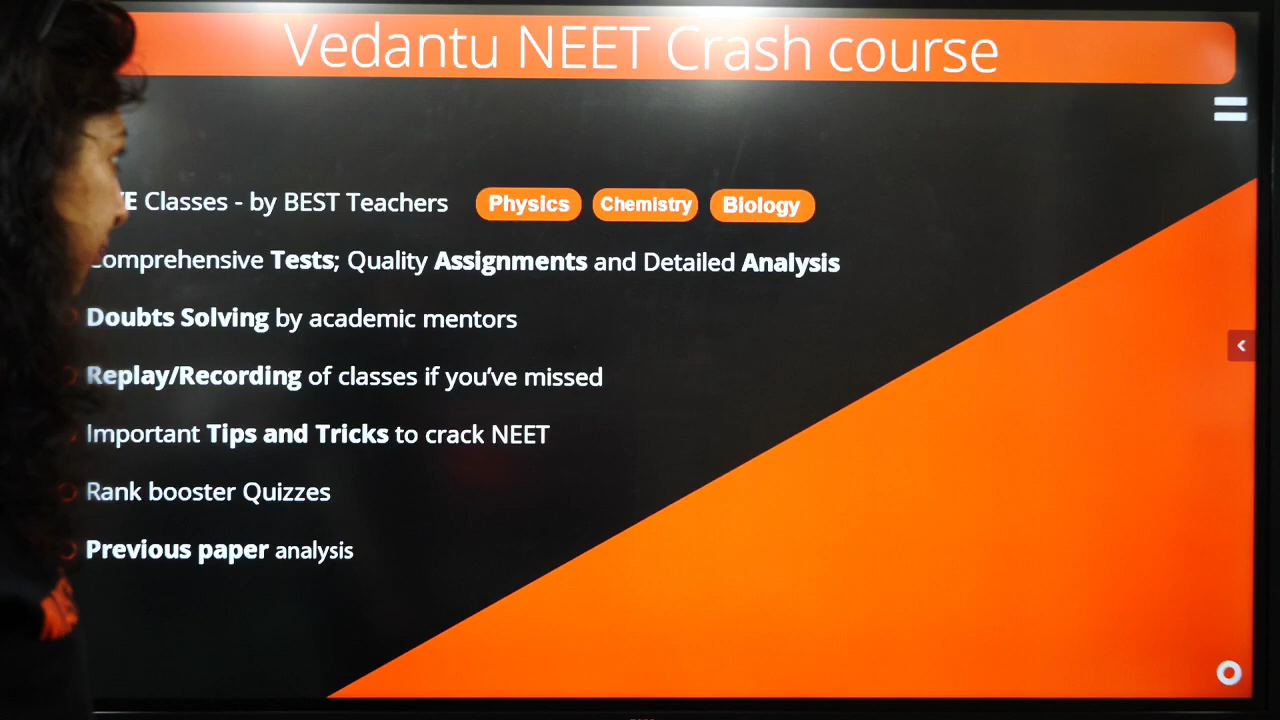 Vedantu NEET Crash course
Classes - by BEST Teachers Physics Chemistry Biology
Comprehensive Tests; Quality Assignments and Detailed Analysis
Doubts Solving by academic mentors
Replay/Recording of classes if you've missed
Important Tips and Tricks to crack NEET
Rank booster Quizzes
Previous paper analysis